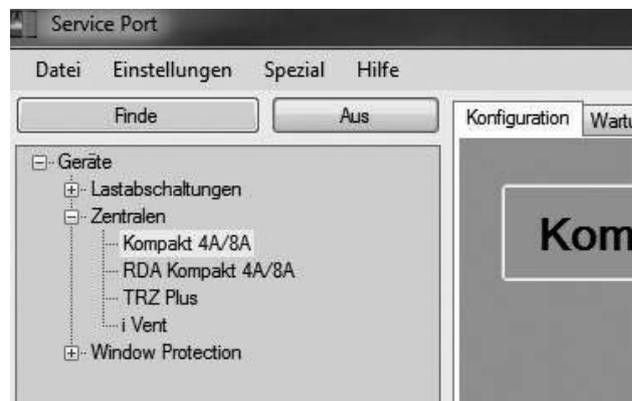 Service Port
Datei Einstellungen Spezial Hilfe
Finde Aus Konfiguration
Geräte
Lastabschaltungen
Zentralen
Kompakt 4A/8A
RDA Kompakt 4A/8A
TRZ Plus
i Vent
Window Protection